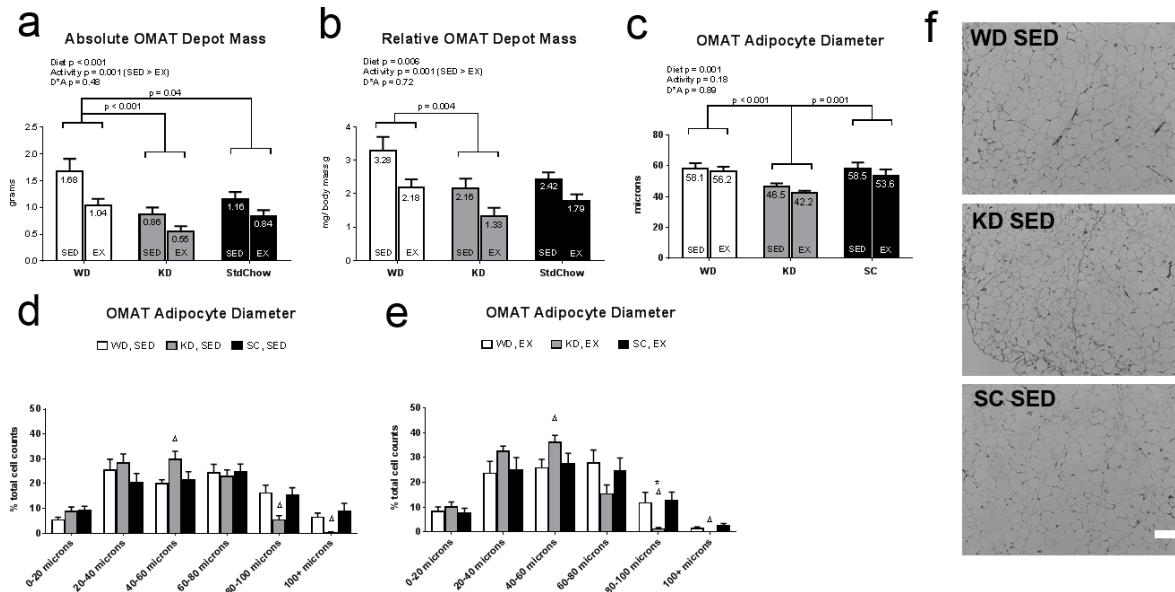 a
Absolute OMAT Depot Mass
Diet p < 0.001
Activity p = 0.001 (SED > EX)
D*A p = 0.48
p = 0.04
p < 0.001
grams
2.5
2.0
1.5
1.0
0.5
0.0
1.68
1.04
0.86
0.55
1.16
0.84
SED
EX
SED
EX
SED
EX
WD
KD
StdChow
b
Relative OMAT Depot Mass
Diet p = 0.006
Activity p = 0.001 (SED > EX)
D*A p = 0.72
p = 0.004
mg/ body mass g
4
3
2
1
0
3.28
2.18
2.16
1.33
2.42
1.79
SED
EX
SED
EX
SED
EX
WD
KD
StdChow
c
OMAT Adipocyte Diameter
Diet p = 0.001
Activity p = 0.18
D*A p = 0.89
p < 0.001
p < 0.001
microns
80
60
40
20
0
58.1
56.2
46.5
42.2
58.5
53.6
SED
EX
SED
EX
SED
EX
WD
KD
SC
d
OMAT Adipocyte Diameter
WD, SED
KD, SED
SC, SED
% total cell counts
50
40
30
20
10
0
Δ
Δ
Δ
0-20 microns
20-40 microns
40-60 microns
60-80 microns
80-100 microns
100+ microns
e
OMAT Adipocyte Diameter
WD, EX
KD, EX
SC, EX
% total cell counts
50
40
30
20
10
0
Δ
*
Δ
Δ
0-20 microns
20-40 microns
40-60 microns
60-80 microns
80-100 microns
100+ microns
f
WD SED
KD SED
SC SED